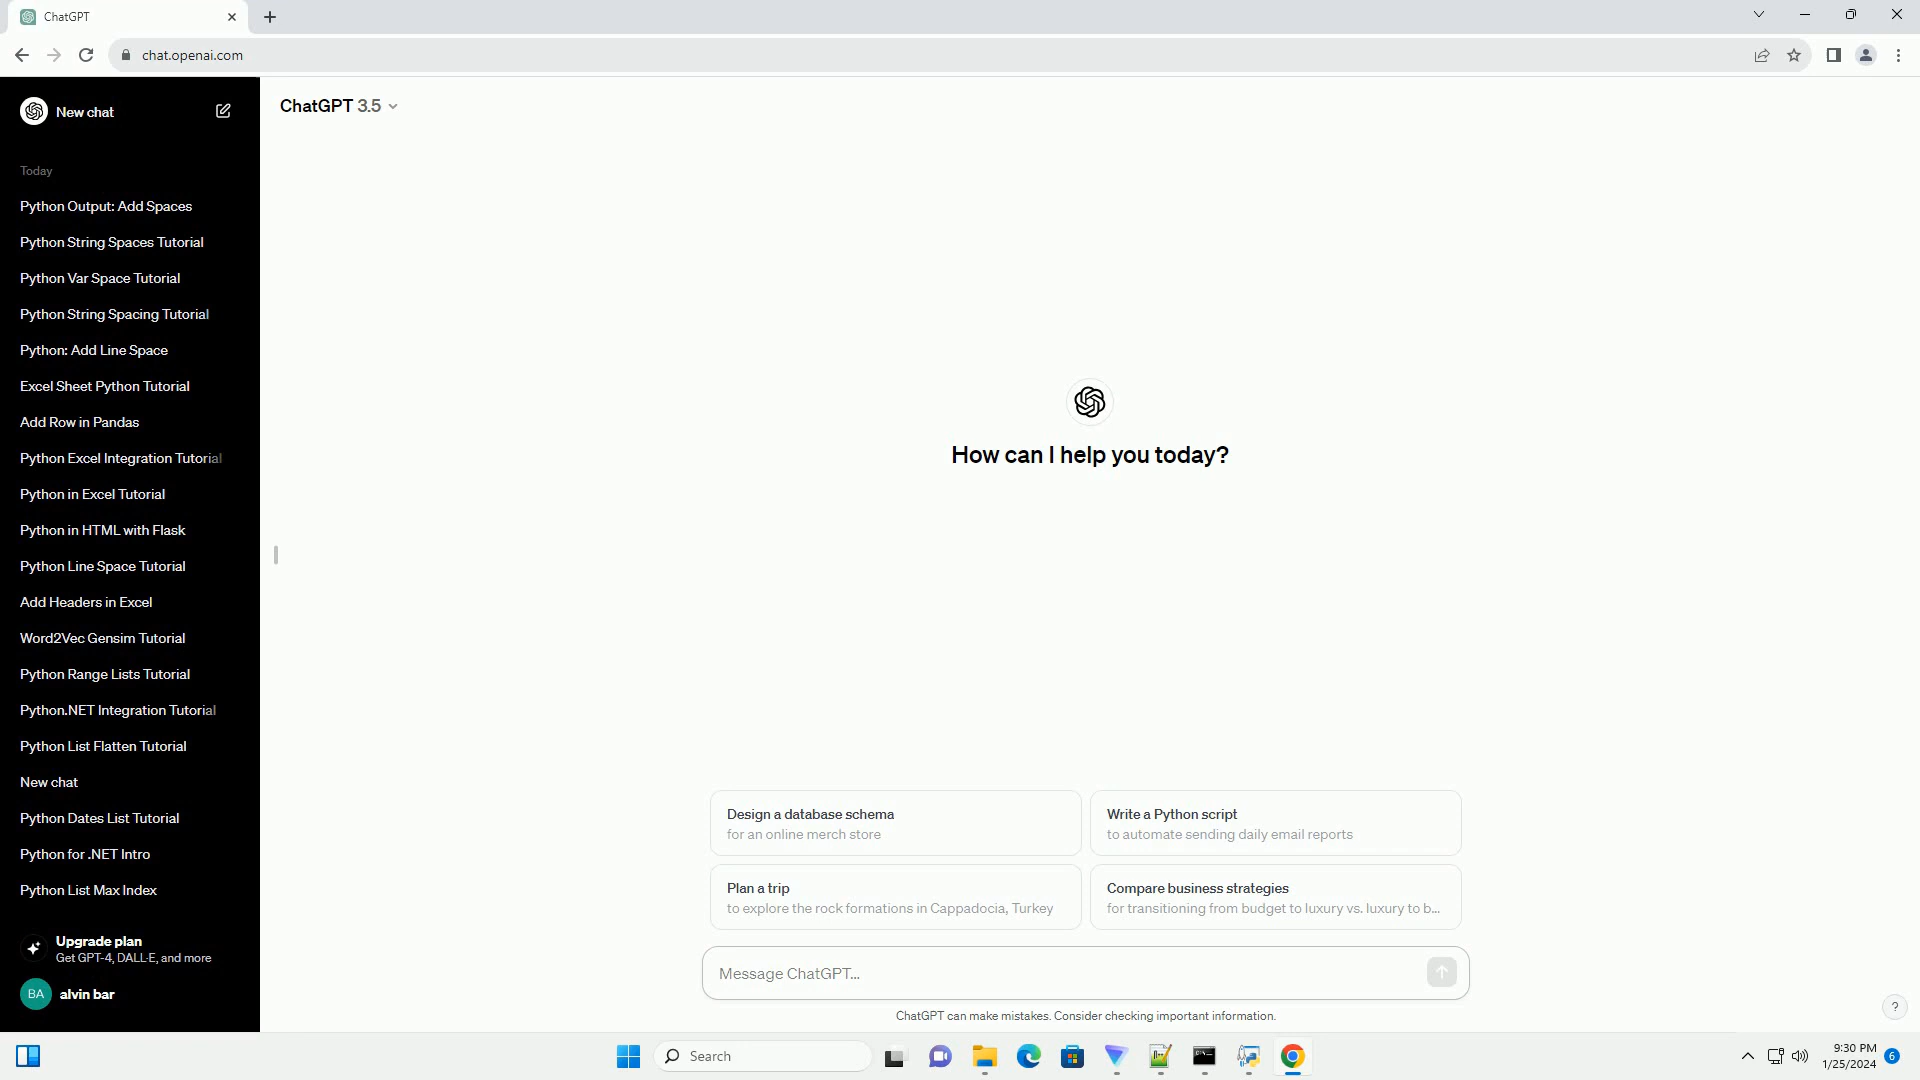 ChatGPT
chat.openai.com
New chat
ChatGPT 3.5
Today
Python Output: Add Spaces
Python String Spaces Tutorial
Python Var Space Tutorial
Python String Spacing Tutorial
Python: Add Line Space
Excel Sheet Python Tutorial
Add Row in Pandas
Python Excel Integration Tutorial
Python in Excel Tutorial
Python in HTML with Flask
Python Line Space Tutorial
Add Headers in Excel
Word2Vec Gensim Tutorial
Python Range Lists Tutorial
Python.NET Integration Tutorial
Python List Flatten Tutorial
New chat
Python Dates List Tutorial
Python for .NET Intro
Python List Max Index
Upgrade plan
Get GPT-4, DALL·E, and more
BA
alvin bar
How can I help you today?
Design a database schema
for an online merch store
Write a Python script
to automate sending daily email reports
Plan a trip
to explore the rock formations in Cappadocia, Turkey
Compare business strategies
for transitioning from budget to luxury vs. luxury to b...
Message ChatGPT...
ChatGPT can make mistakes. Consider checking important information.
?
Search
9:30 PM
1/25/2024
6